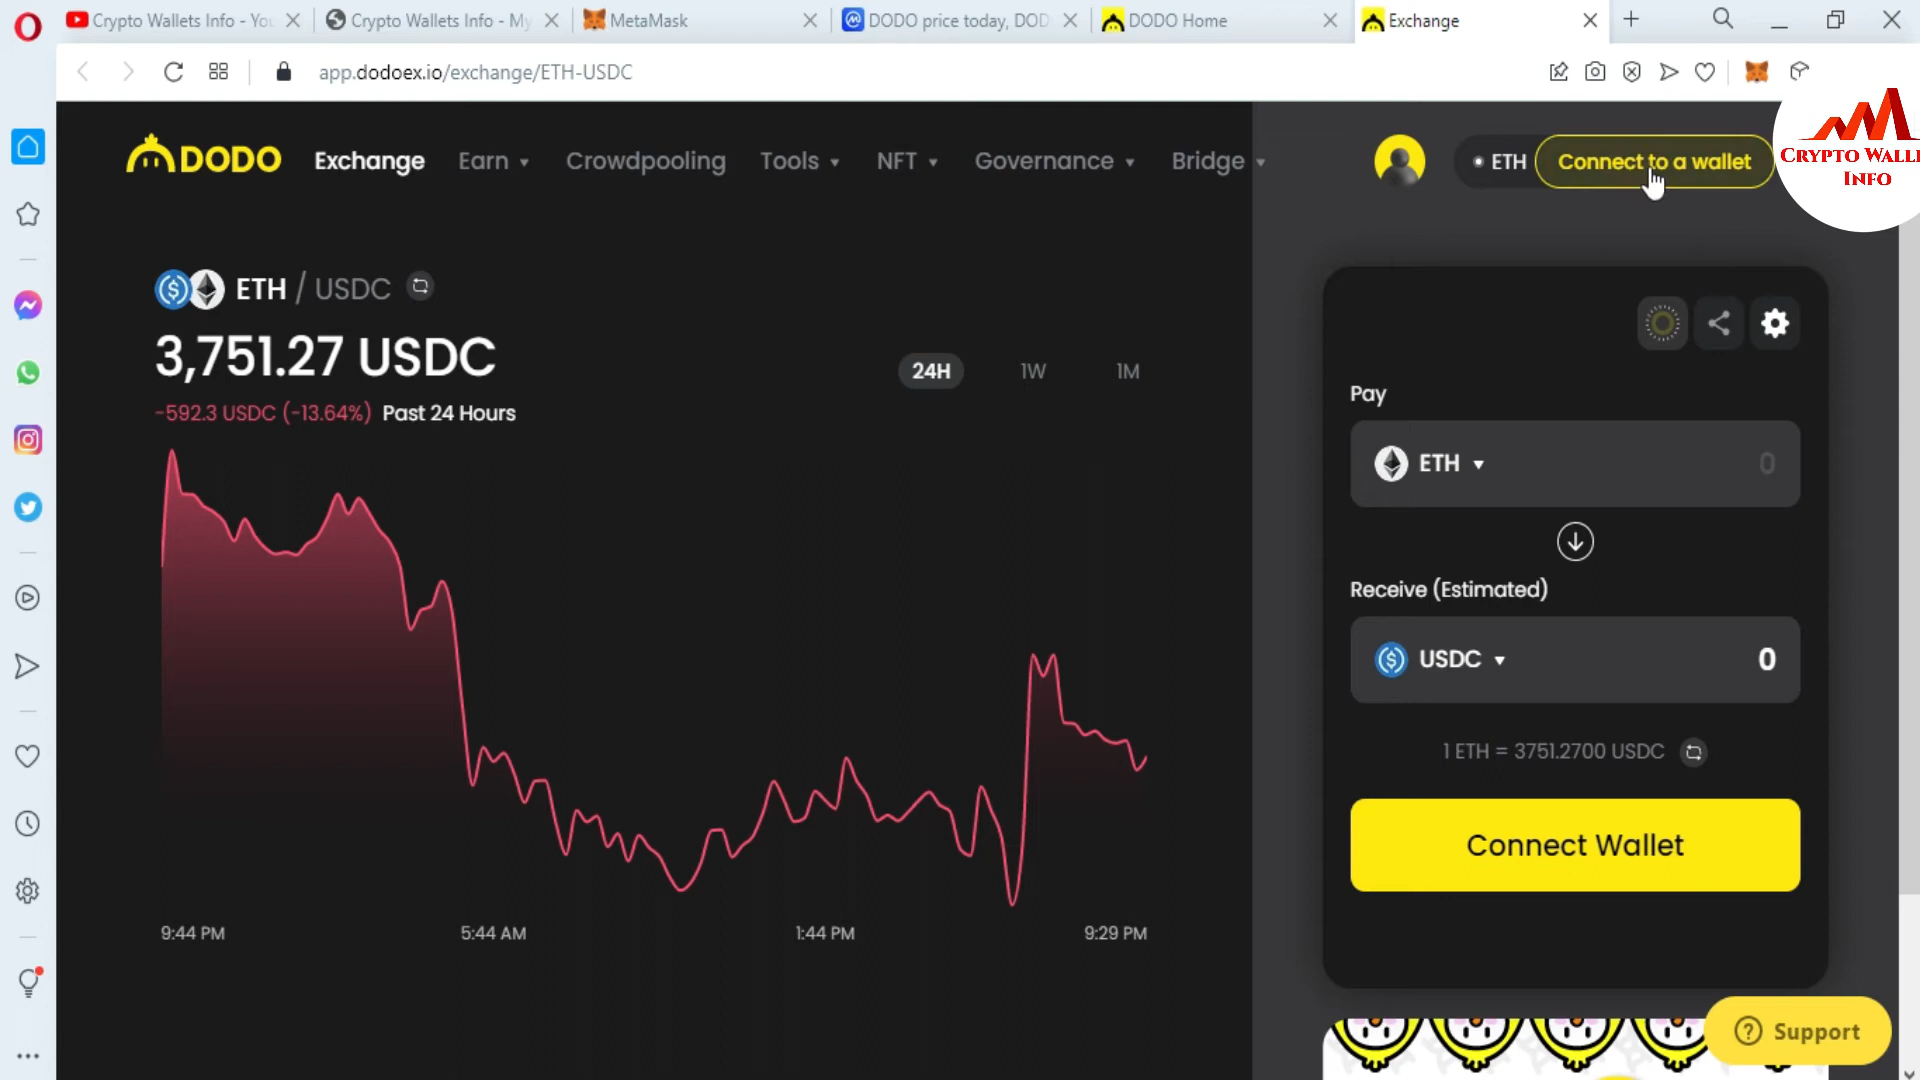 Crypto Wallets Info - You
Crypto Wallets Info - My
MetaMask
DODO price today, DOD
DODO Home
Exchange
app.dodoex.io/exchange/ETH-USDC
DODO
Exchange
Earn
Crowdpooling
Tools
NFT
Governance
Bridge
ETH
Connect to a wallet
CRYPTO WALLE
INFO
ETH / USDC
3,751.27 USDC
-592.3 USDC (-13.64%) Past 24 Hours
24H
1W
1M
9:44 PM
5:44 AM
1:44 PM
9:29 PM
Pay
ETH
0
Receive (Estimated)
USDC
0
1 ETH = 3751.2700 USDC
Connect Wallet
Support